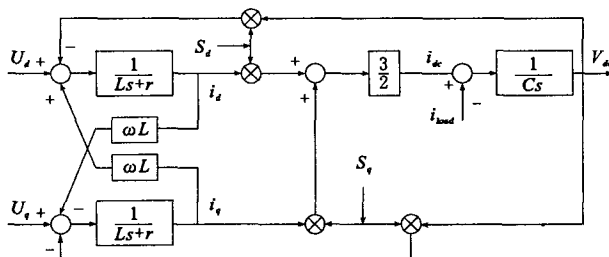 S_d
V_dc
U_d + − +
1/(Ls+r)
i_d
+ +
3/2
i_dc
+ −
i_load
1/(Cs)
ωL
ωL
S_q
U_q + − −
1/(Ls+r)
i_q